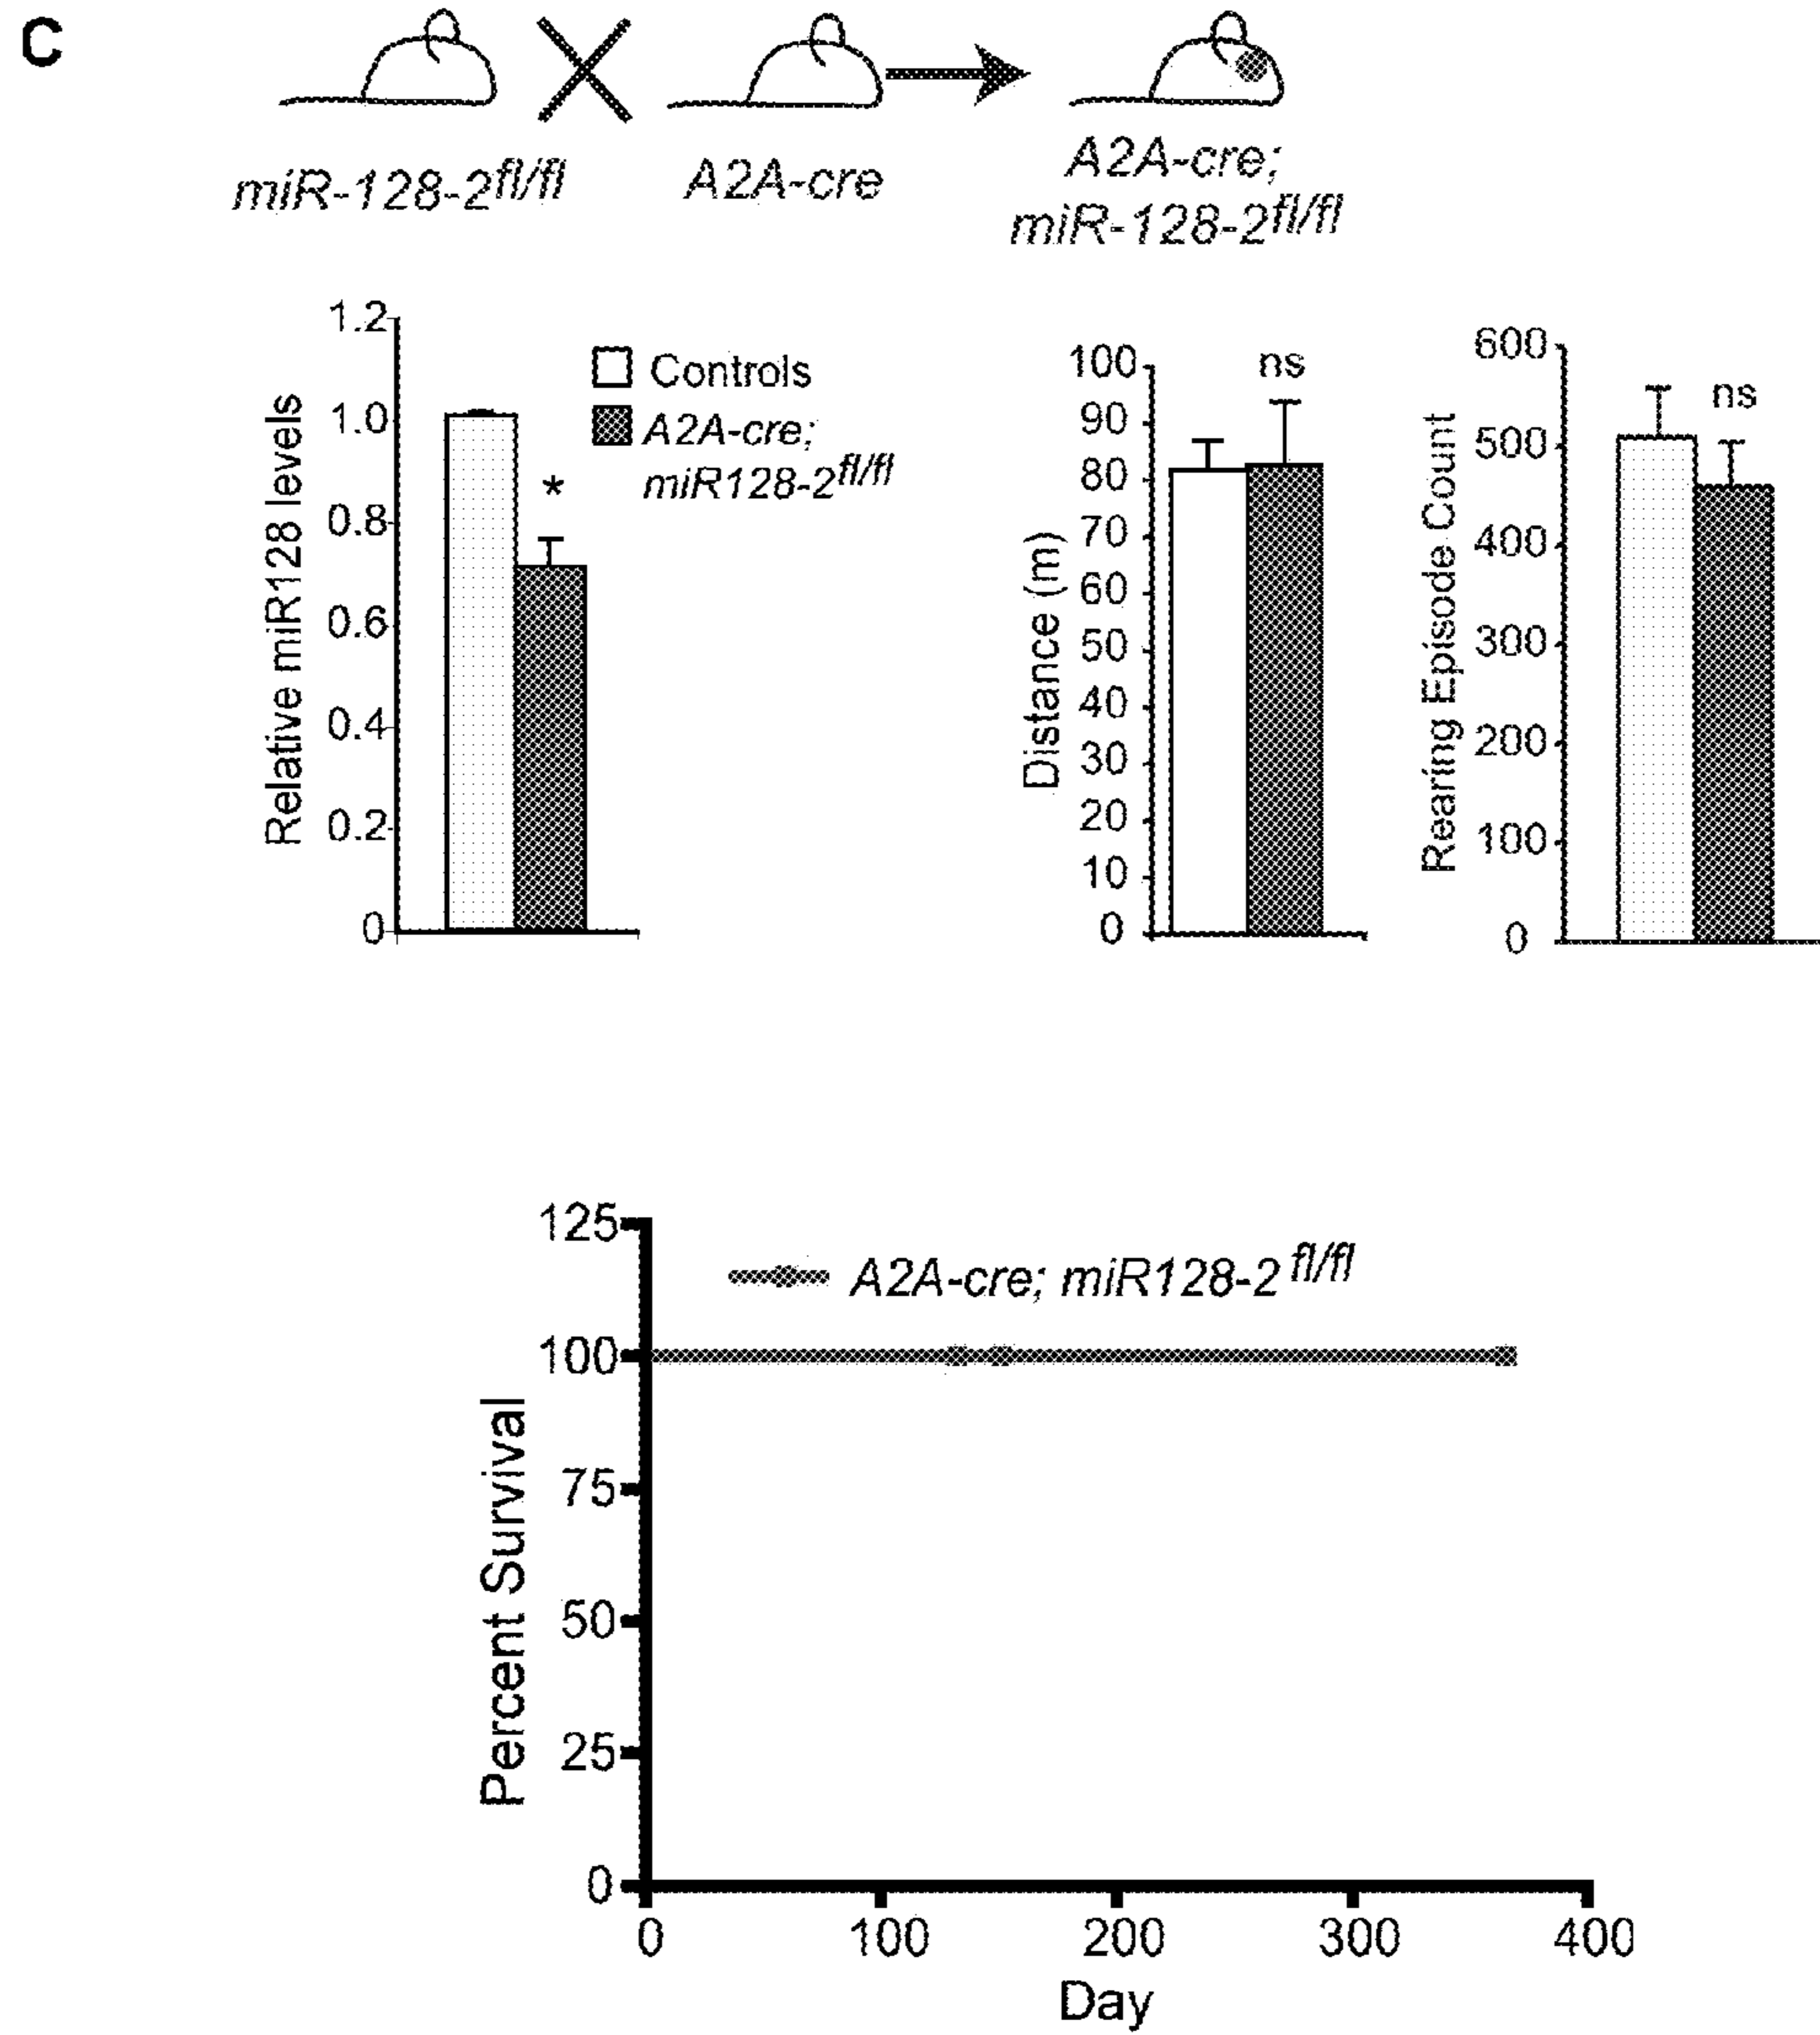 C
miR-128-2fl/fl
A2A-cre
A2A-cre;
miR-128-2fl/fl
Relative miR128 levels
1.2
1.0
0.8
0.6
0.4
0.2
0
*
Controls
A2A-cre;
miR128-2fl/fl
Distance (m)
100
90
80
70
60
50
40
30
20
10
0
ns
Rearing Episode Count
600
500
400
300
200
100
0
ns
Percent Survival
125
100
75
50
25
0
A2A-cre; miR128-2 fl/fl
0 100 200 300 400
Day